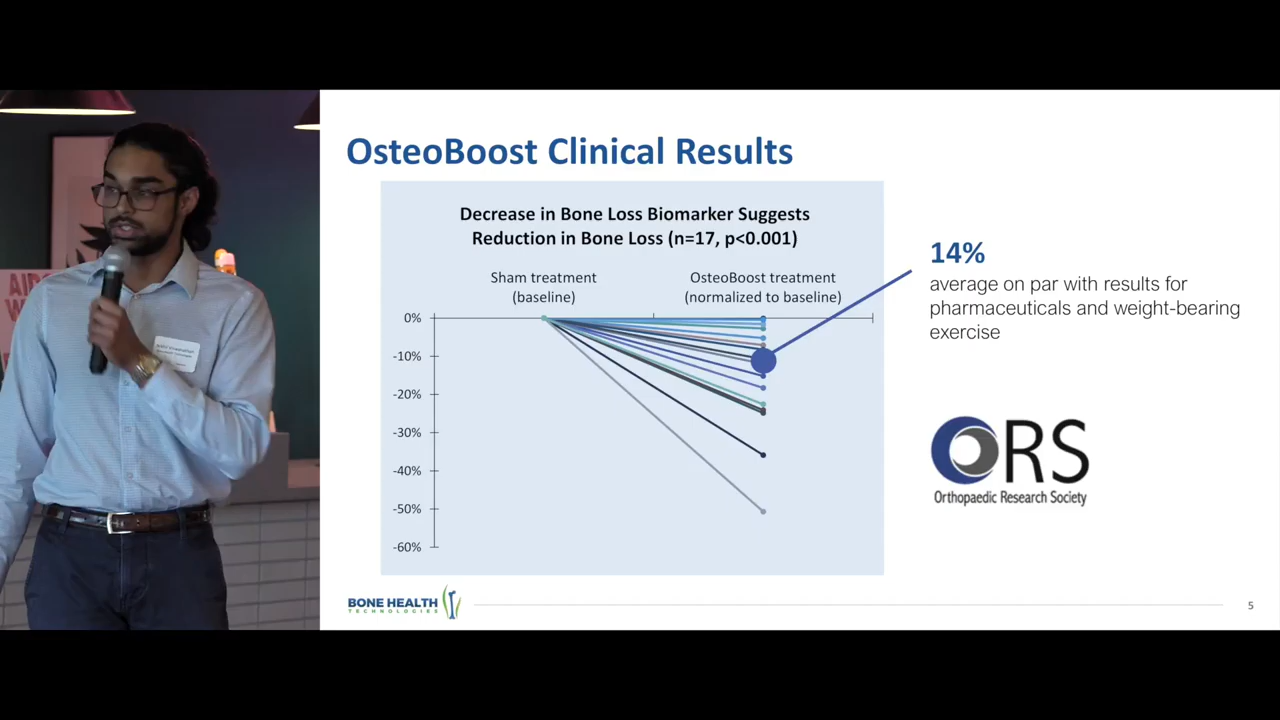 OsteoBoost Clinical Results
Decrease in Bone Loss Biomarker Suggests
Reduction in Bone Loss (n=17, p<0.001)
Sham treatment
(baseline)
OsteoBoost treatment
(normalized to baseline)
0%
-10%
-20%
-30%
-40%
-50%
-60%
14%
average on par with results for
pharmaceuticals and weight-bearing
exercise
ORS
Orthopaedic Research Society
BONE HEALTH
TECHNOLOGIES
5